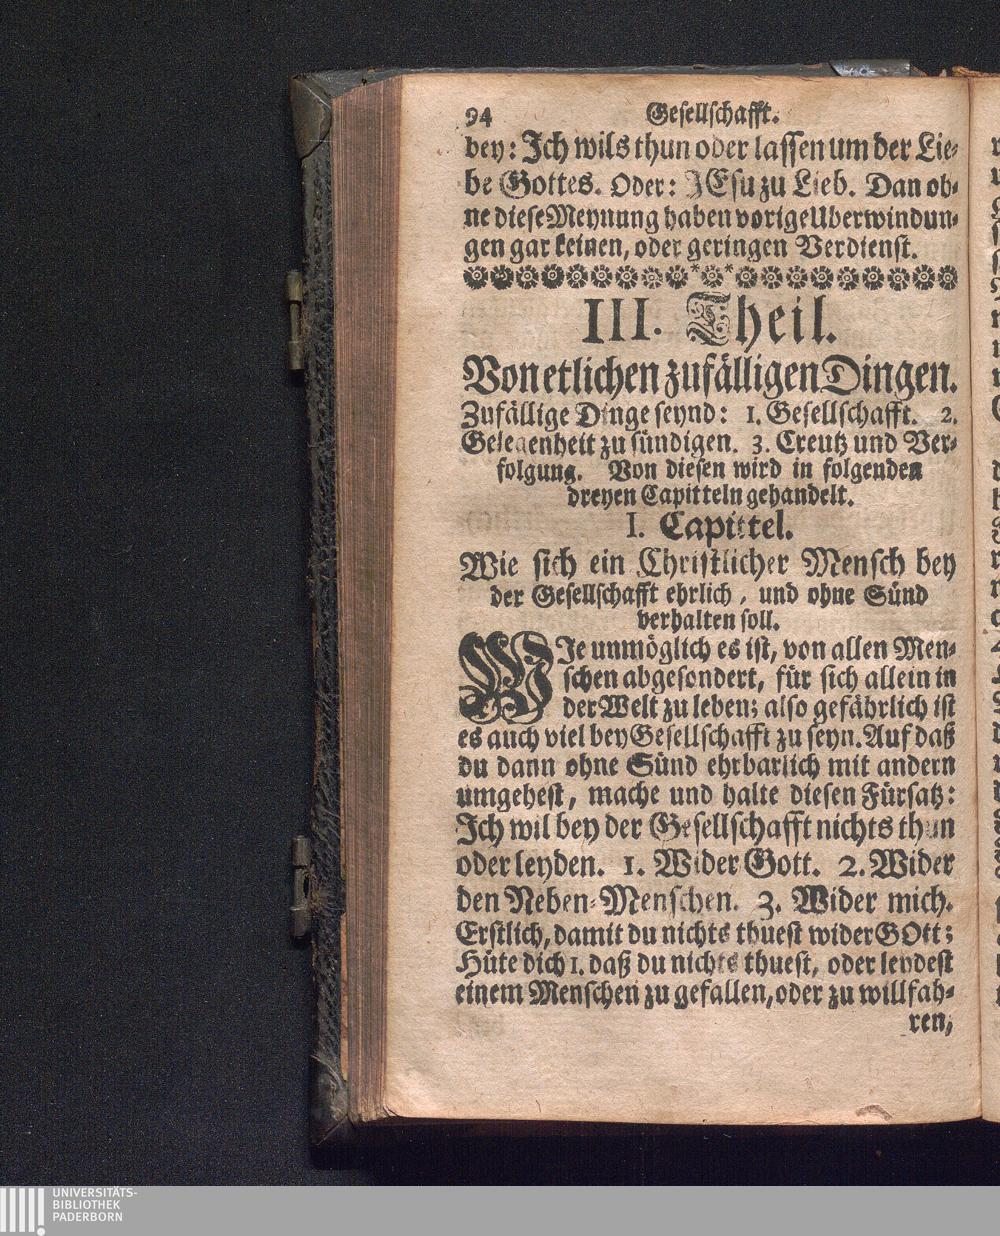 94 Gesellschafft.
bey: Ich wils thun oder lassen um der Lie-
be Gottes. Oder: JEsu zu Lieb. Dan oh-
ne diese Meynung haben vorige Uberwindun-
gen gar keinen, oder geringen Verdienst.
III. Theil.
Von etlichen zufälligen Dingen.
Zufällige Dinge seynd: 1. Gesellschafft. 2.
Gelegenheit zu sündigen. 3. Creutz und Ver-
folgung. Von diesen wird in folgenden
dreyen Capitteln gehandelt.
I. Capittel.
Wie sich ein Christlicher Mensch bey
der Gesellschafft ehrlich, und ohne Sünd
verhalten soll.
WIe unmöglich es ist, von allen Men-
schen abgesondert, für sich allein in
der Welt zu leben; also gefährlich ist
es auch viel bey Gesellschafft zu seyn. Auf daß
du dann ohne Sünd ehrbarlich mit andern
umgehest, mache und halte diesen Fürsatz:
Ich wil bey der Gesellschafft nichts thun
oder leyden. 1. Wider Gott. 2. Wider
den Neben-Menschen. 3. Wider mich.
Erstlich, damit du nichts thuest wider GOtt;
Hüte dich 1. daß du nichts thuest, oder leydest
einem Menschen zu gefallen, oder zu willfah-
ren,
UNIVERSITÄTS-
BIBLIOTHEK
PADERBORN